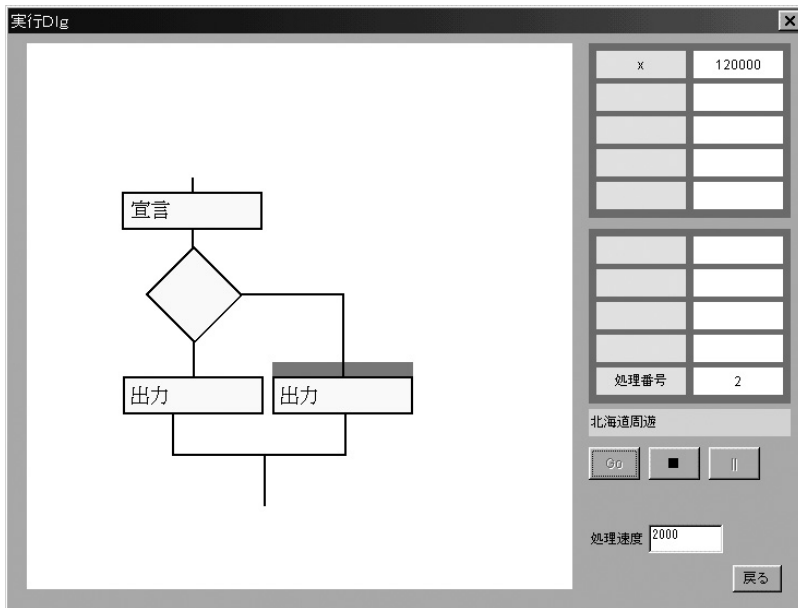 実行Dlg
x 120000
宣言
出力 出力
処理番号 2
北海道周遊
Go ■ ||
処理速度 2000
戻る